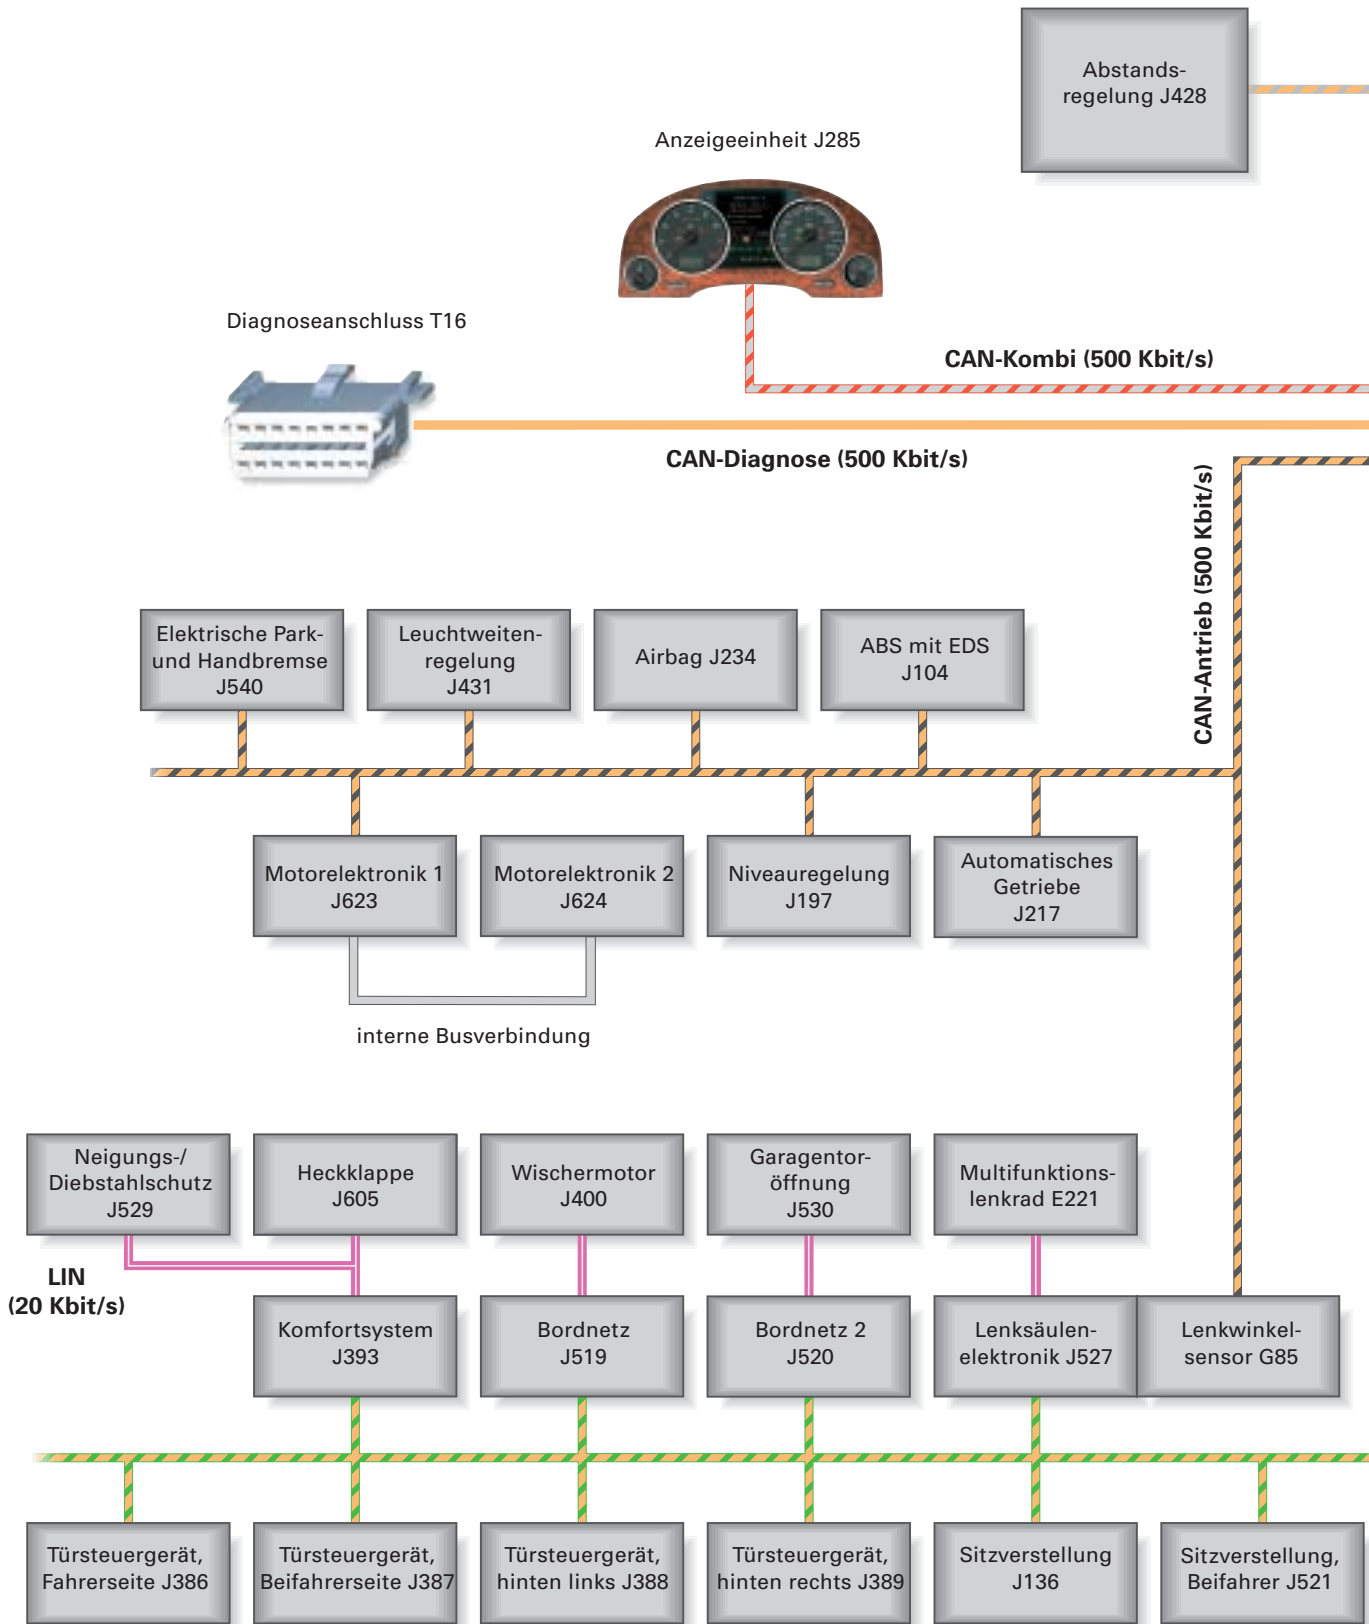 Abstands-
regelung J428
Anzeigeeinheit J285
Diagnoseanschluss T16
CAN-Kombi (500 Kbit/s)
CAN-Diagnose (500 Kbit/s)
CAN-Antrieb (500 Kbit/s)
Elektrische Park-
und Handbremse
J540
Leuchtweiten-
regelung
J431
Airbag J234
ABS mit EDS
J104
Motorelektronik 1
J623
Motorelektronik 2
J624
Niveauregelung
J197
Automatisches
Getriebe
J217
interne Busverbindung
Neigungs-/
Diebstahlschutz
J529
Heckklappe
J605
Wischermotor
J400
Garagentor-
öffnung
J530
Multifunktions-
lenkrad E221
LIN
(20 Kbit/s)
Komfortsystem
J393
Bordnetz
J519
Bordnetz 2
J520
Lenksäulen-
elektronik J527
Lenkwinkel-
sensor G85
Türsteuergerät,
Fahrerseite J386
Türsteuergerät,
Beifahrerseite J387
Türsteuergerät,
hinten links J388
Türsteuergerät,
hinten rechts J389
Sitzverstellung
J136
Sitzverstellung,
Beifahrer J521